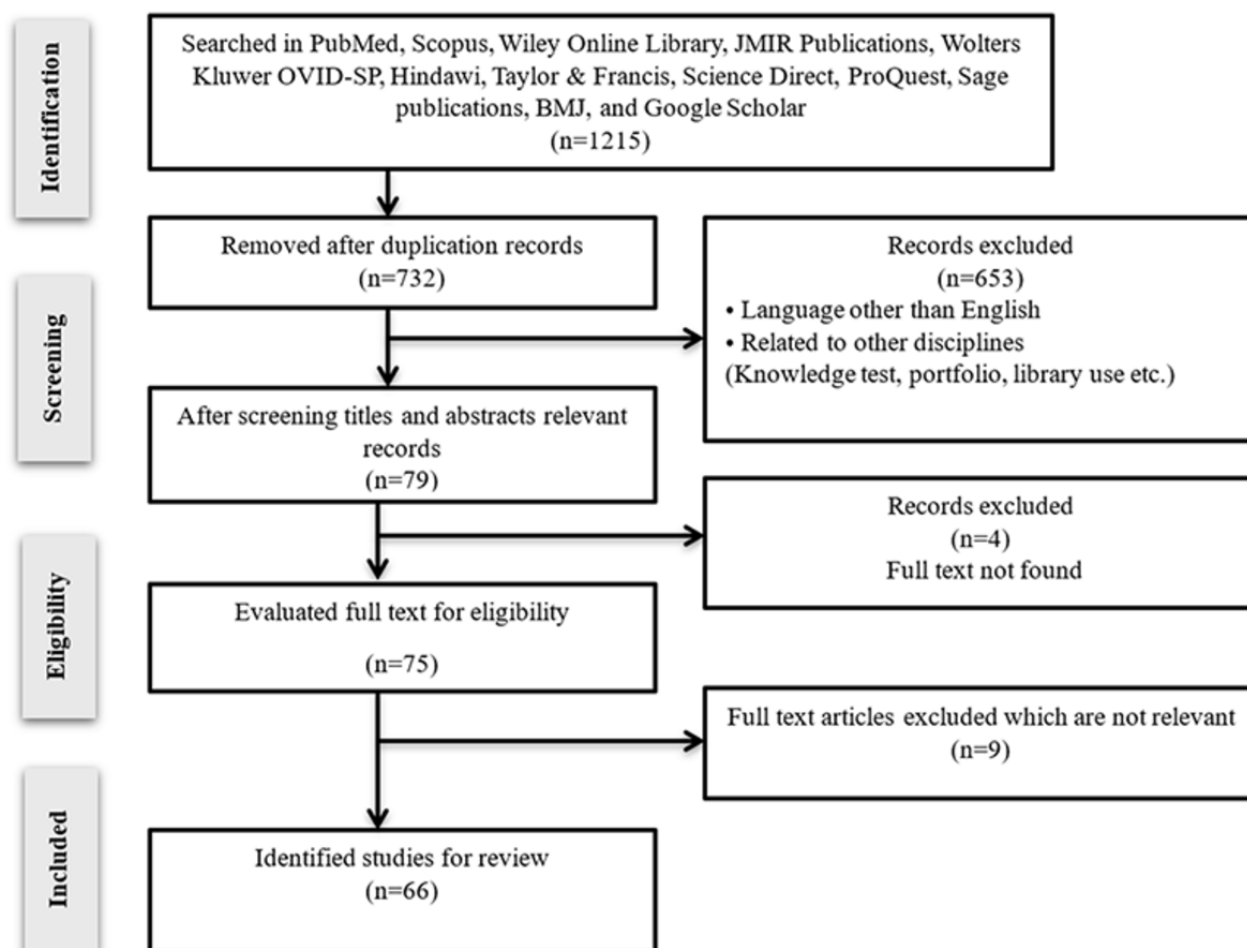 Identification
Searched in PubMed, Scopus, Wiley Online Library, JMIR Publications, Wolters
Kluwer OVID-SP, Hindawi, Taylor & Francis, Science Direct, ProQuest, Sage
publications, BMJ, and Google Scholar
(n=1215)
Removed after duplication records
(n=732)
Records excluded
(n=653)
• Language other than English
• Related to other disciplines
(Knowledge test, portfolio, library use etc.)
Screening
After screening titles and abstracts relevant
records
(n=79)
Records excluded
(n=4)
Full text not found
Eligibility
Evaluated full text for eligibility
(n=75)
Full text articles excluded which are not relevant
(n=9)
Included
Identified studies for review
(n=66)